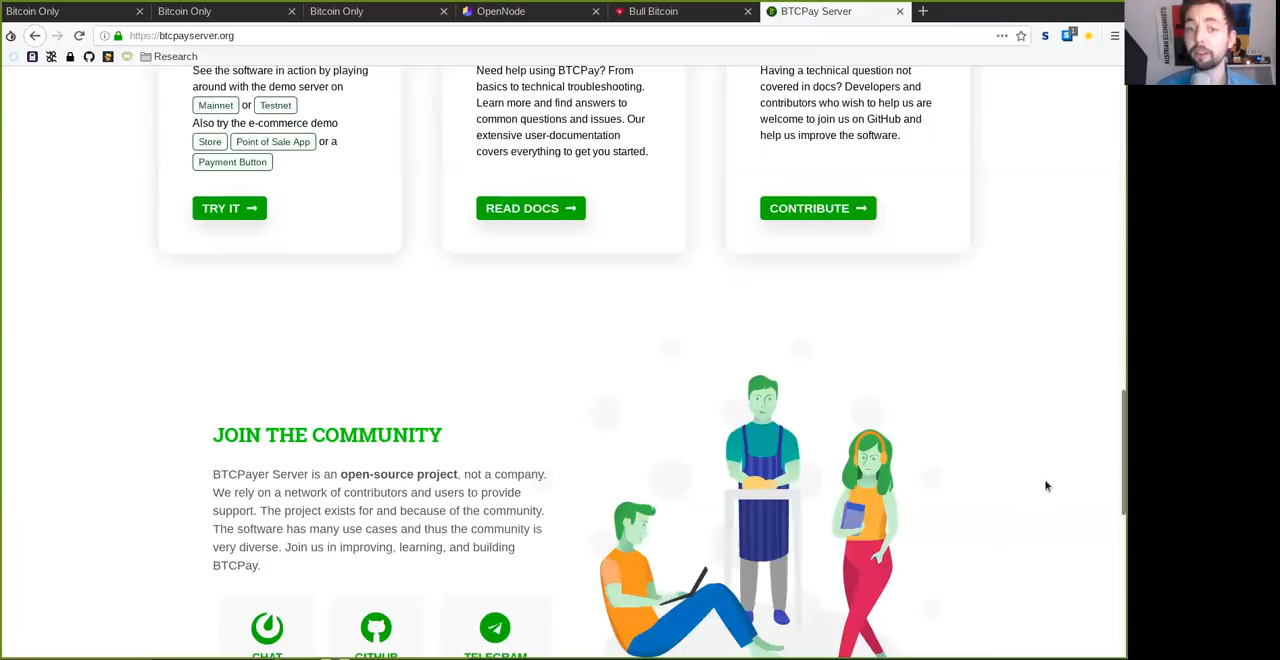 Bitcoin Only
Bitcoin Only
Bitcoin Only
OpenNode
Bull Bitcoin
BTCPay Server
https://btcpayserver.org
S
S
1
Research
AUSTRIAN ECONOMISTS
See the software in action by playing
around with the demo server on
Mainnet or Testnet
Also try the e-commerce demo
Store Point of Sale App or a
Payment Button
TRY IT →
Need help using BTCPay? From
basics to technical troubleshooting.
Learn more and find answers to
common questions and issues. Our
extensive user-documentation
covers everything to get you started.
READ DOCS →
Having a technical question not
covered in docs? Developers and
contributors who wish to help us are
welcome to join us on GitHub and
help us improve the software.
CONTRIBUTE →
JOIN THE COMMUNITY
BTCPayer Server is an open-source project, not a company.
We rely on a network of contributors and users to provide
support. The project exists for and because of the community.
The software has many use cases and thus the community is
very diverse. Join us in improving, learning, and building
BTCPay.
CHAT
GITHUB
TELEGRAM